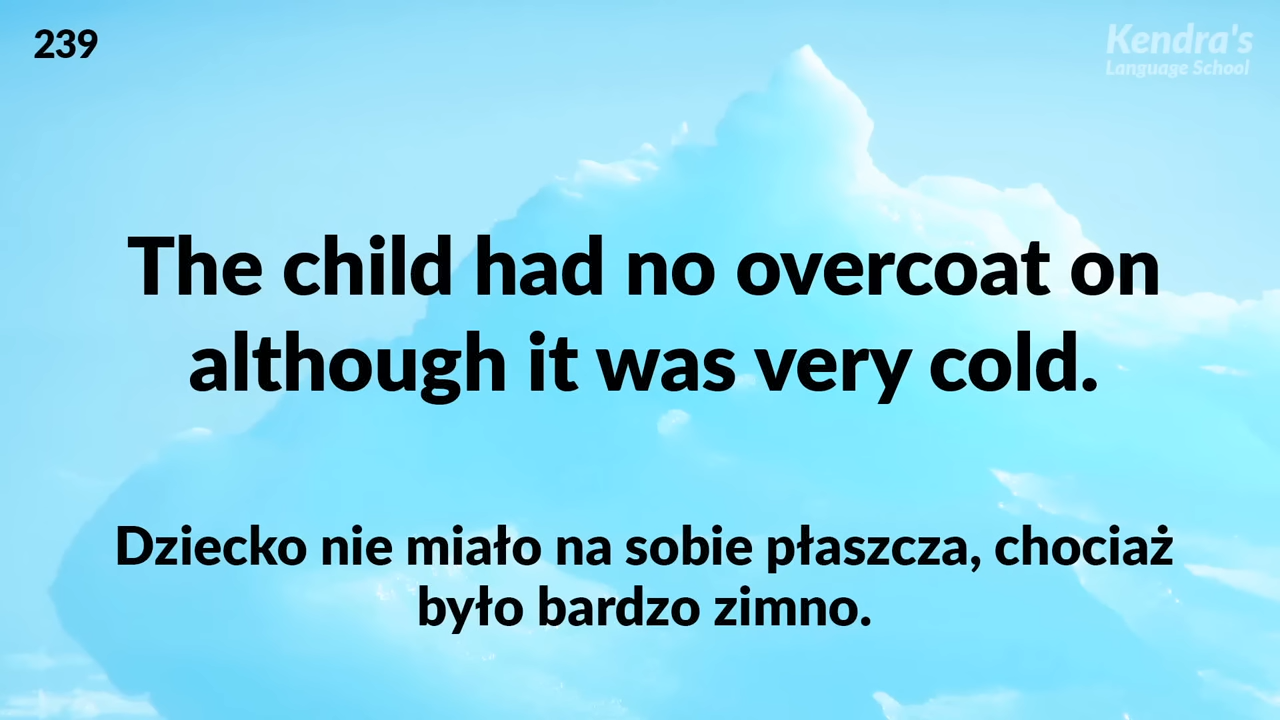 239
Kendra's
Language School
The child had no overcoat on
although it was very cold.
Dziecko nie miało na sobie płaszcza, chociaż
było bardzo zimno.